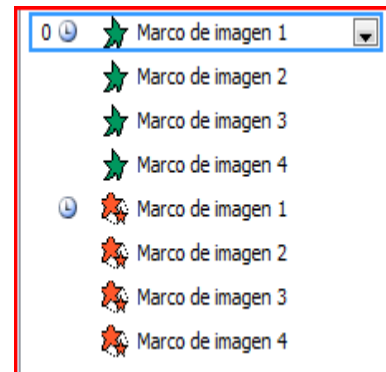 0 Marco de imagen 1
Marco de imagen 2
Marco de imagen 3
Marco de imagen 4
Marco de imagen 1
Marco de imagen 2
Marco de imagen 3
Marco de imagen 4